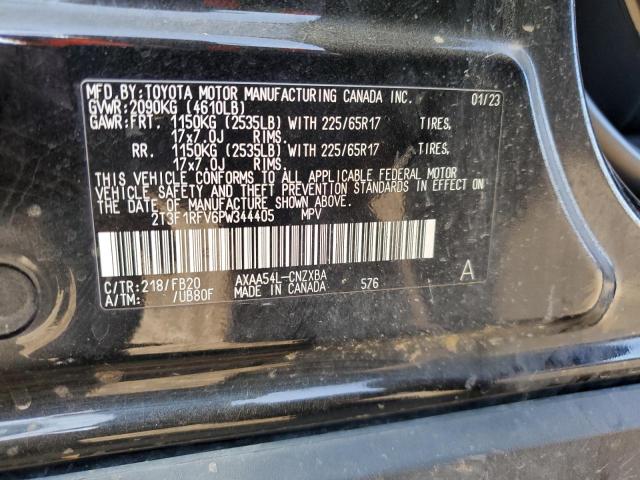 MFD.BY:TOYOTA MOTOR MANUFACTURING CANADA INC. 01/23
GVWR:2090KG (4610LB)
GAWR:FRT. 1150KG (2535LB) WITH 225/65R17 TIRES,
17x7.0J RIMS.
RR. 1150KG (2535LB) WITH 225/65R17 TIRES,
17x7.0J RIMS.
THIS VEHICLE CONFORMS TO ALL APPLICABLE FEDERAL MOTOR
VEHICLE SAFETY AND THEFT PREVENTION STANDARDS IN EFFECT ON
THE DATE OF MANUFACTURE SHOWN ABOVE.
2T3F1RFV6PW344405 MPV
C/TR:218/FB20 AXAA54L-CNZXBA A
A/TM: /UB80F MADE IN CANADA 576